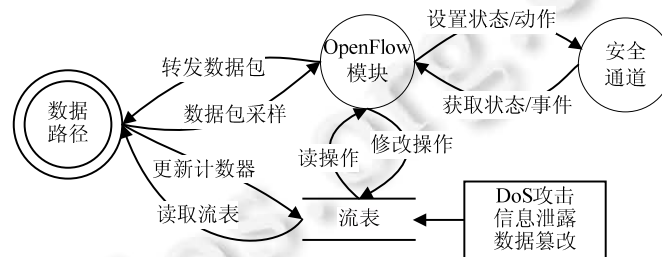 设置状态/动作
OpenFlow
模块
安全
通道
转发数据包
获取状态/事件
数据
路径
数据包采样
读操作
修改操作
更新计数器
读取流表
流表
DoS攻击
信息泄露
数据篡改